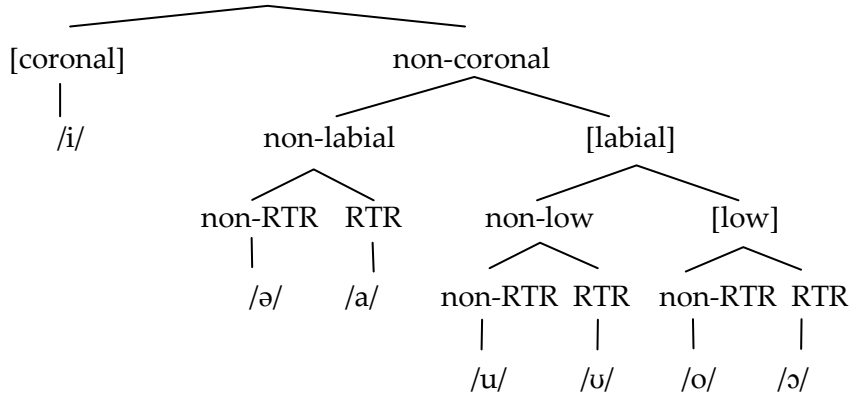 [coronal] non-coronal
/i/ non-labial [labial]
non-RTR RTR non-low [low]
/ə/ /a/ non-RTR RTR non-RTR RTR
/u/ /ʊ/ /o/ /ɔ/